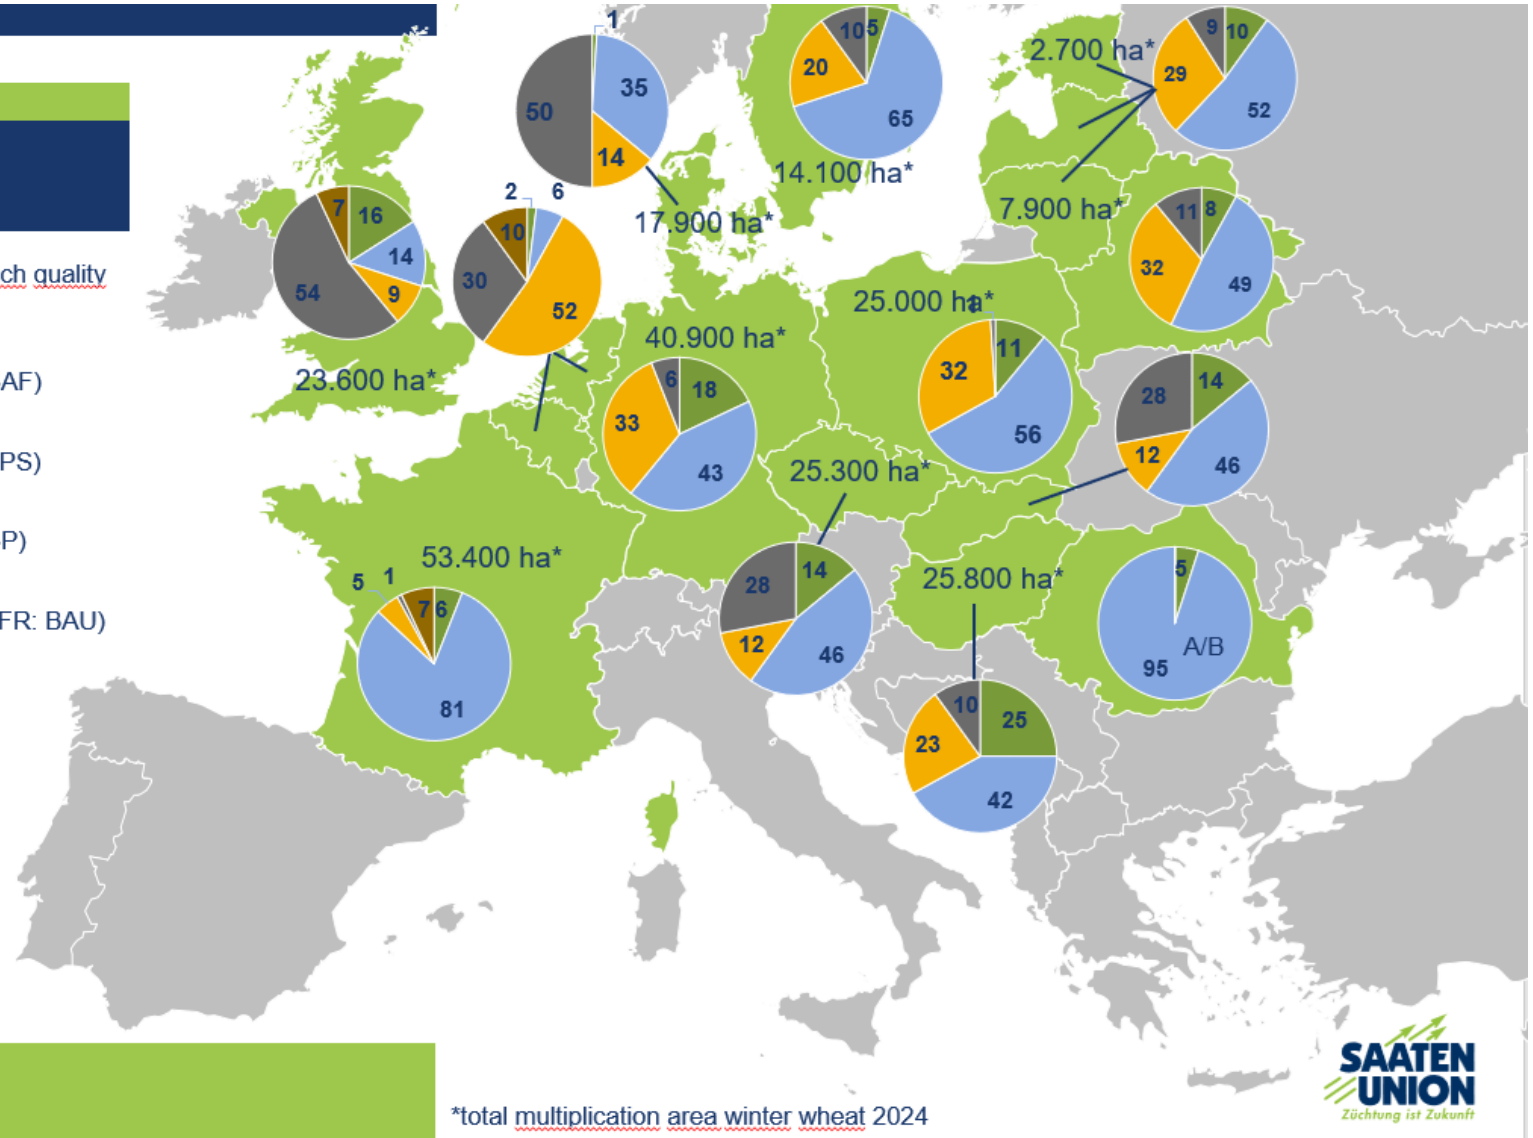 1
50
35
14
17.900 ha*
10
5
20
65
14.100 ha*
2.700 ha*
9
10
29
52
7.900 ha*
7
16
14
9
54
23.600 ha*
2
6
10
30
52
11
8
32
49
ch quality
AF)
PS)
P)
FR: BAU)
40.900 ha*
6
18
33
43
25.000 ha*
1
11
32
56
28
14
12
46
25.300 ha*
28
14
12
46
53.400 ha*
5
1
7
6
81
25.800 ha*
10
25
23
42
5
A/B
95
SAATEN
UNION
Züchtung ist Zukunft
*total multiplication area winter wheat 2024